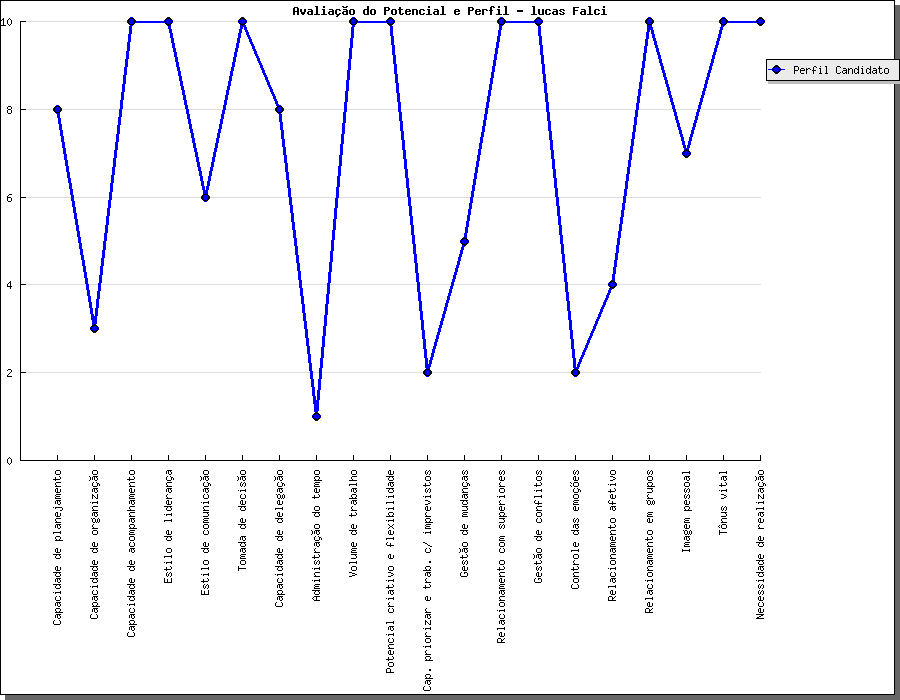 Avaliação do Potencial e Perfil - lucas Falci
Perfil Candidato
10
8
6
4
2
0
Capacidade de planejamento
Capacidade de organização
Capacidade de acompanhamento
Estilo de liderança
Estilo de comunicação
Tomada de decisão
Capacidade de delegação
Administração do tempo
Volume de trabalho
Potencial criativo e flexibilidade
Cap. priorizar e trab. c/ imprevistos
Gestão de mudanças
Relacionamento com superiores
Gestão de conflitos
Controle das emoções
Relacionamento afetivo
Relacionamento em grupos
Imagem pessoal
Tônus vital
Necessidade de realização